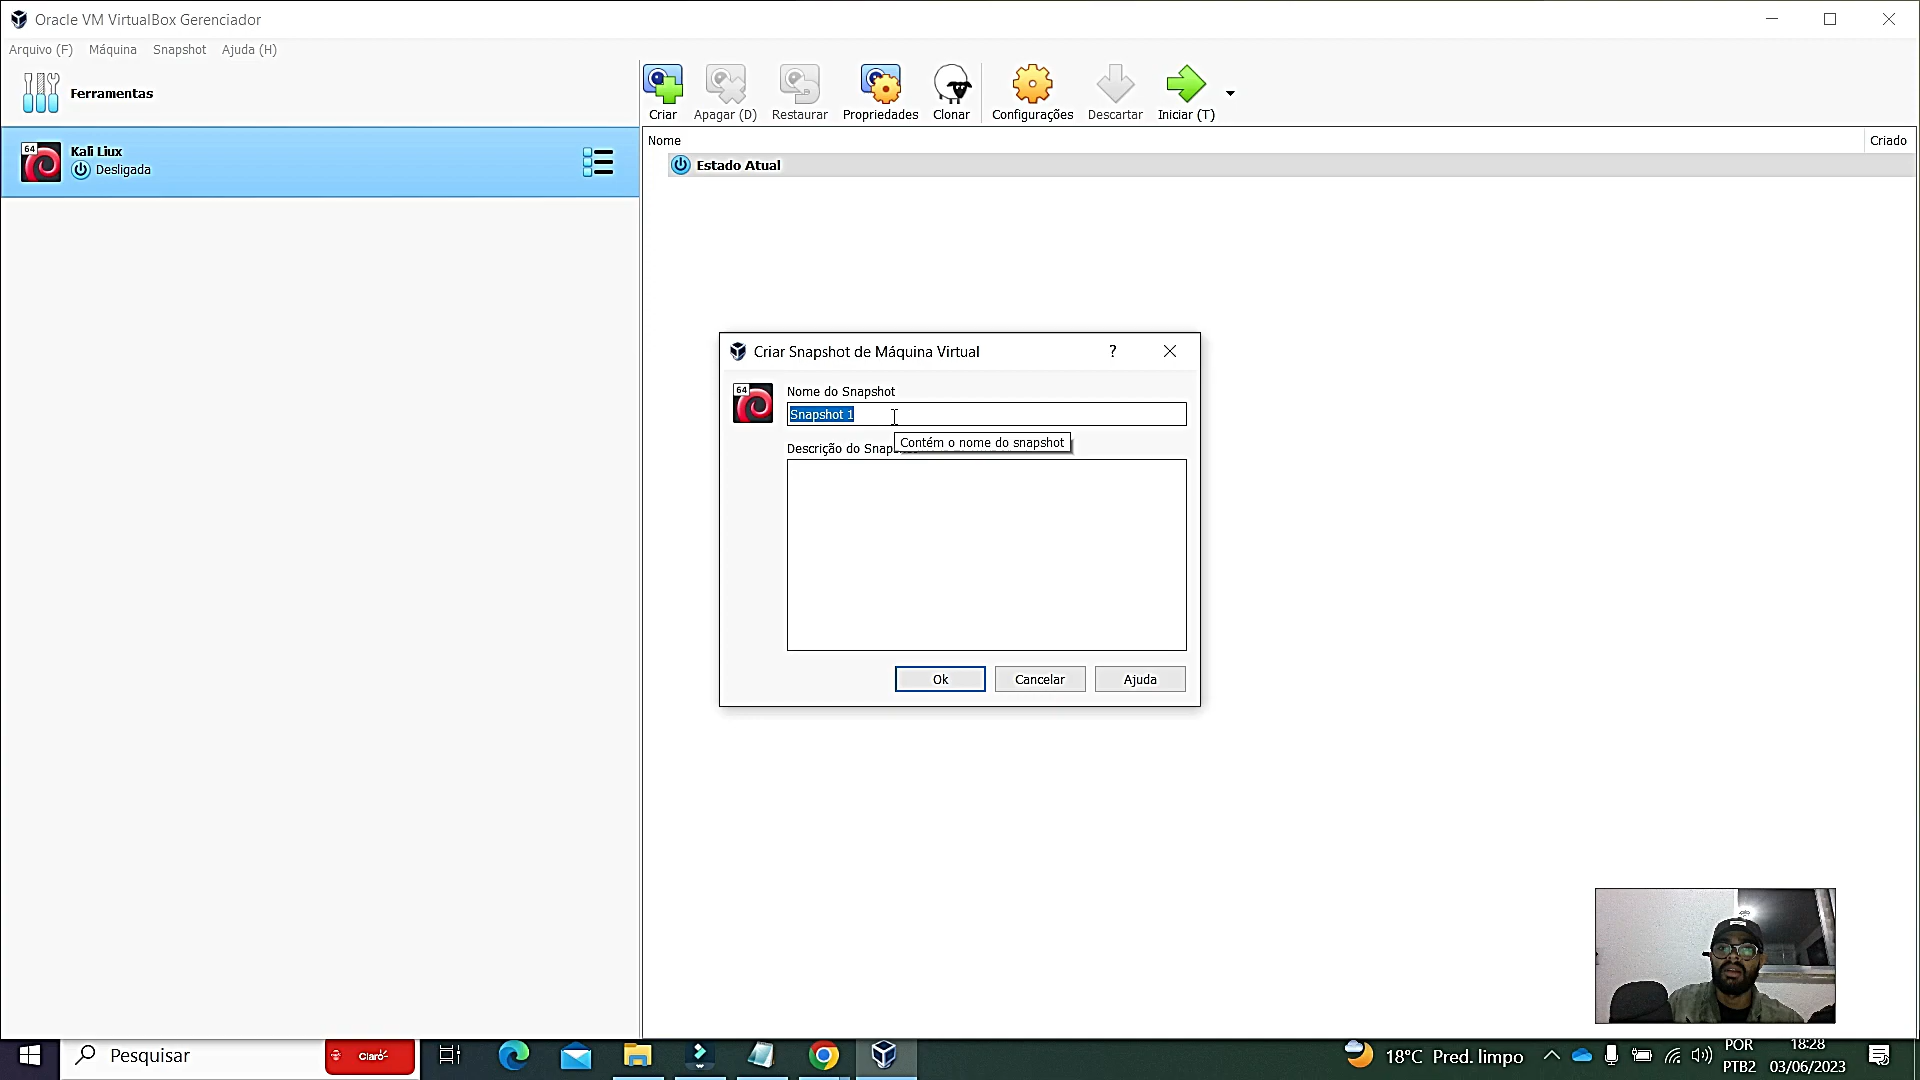 Oracle VM VirtualBox Gerenciador
Arquivo (F) Máquina Snapshot Ajuda (H)
Ferramentas
Criar Apagar (D) Restaurar Propriedades Clonar Configurações Descartar Iniciar (T)
64 Kali Liux
Desligada
Nome Criado
Estado Atual
Criar Snapshot de Máquina Virtual ?
64
Nome do Snapshot
Snapshot 1
Contém o nome do snapshot
Descrição do Snap
Ok Cancelar Ajuda
Pesquisar
Claro
18°C Pred. limpo
POR
PTB2
18:28
03/06/2023